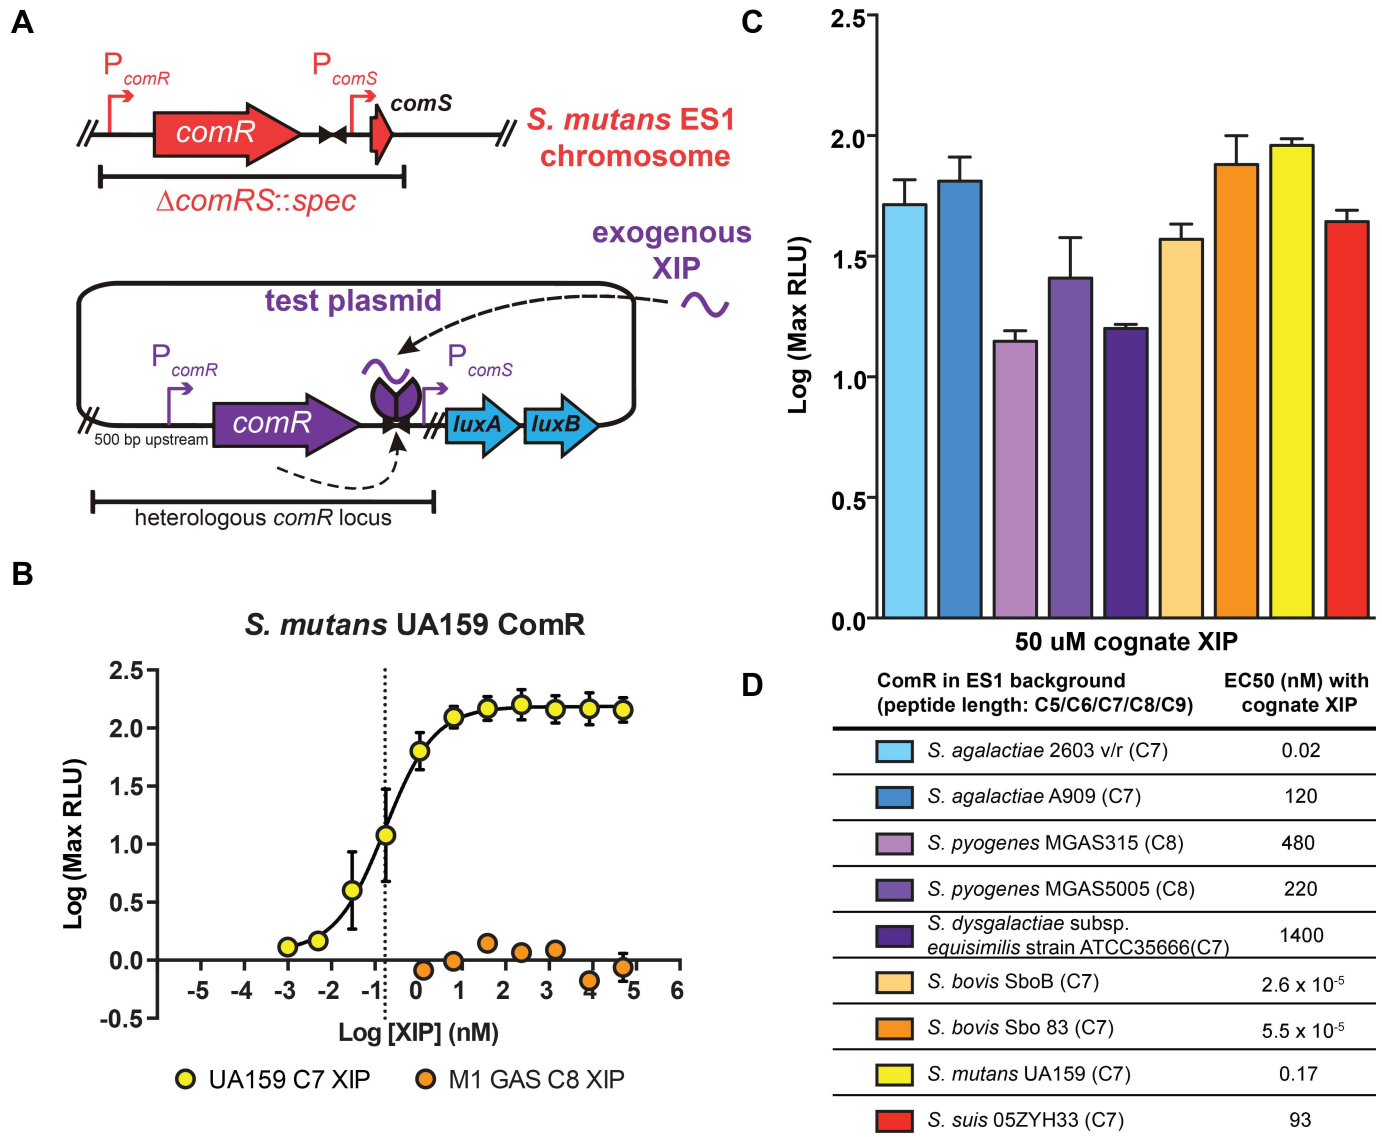 A
P comR
P comS
comS
comR
S. mutans ES1
chromosome
ΔcomRS::spec
exogenous
XIP
test plasmid
P comR
P comS
comR
luxA
luxB
500 bp upstream
heterologous comR locus
B
S. mutans UA159 ComR
Log (Max RLU)
2.5
2.0
1.5
1.0
0.5
0.0
-0.5
-5 -4 -3 -2 -1 0 1 2 3 4 5 6
Log [XIP] (nM)
UA159 C7 XIP
M1 GAS C8 XIP
C
Log (Max RLU)
2.5
2.0
1.5
1.0
0.5
0.0
50 uM cognate XIP
D
ComR in ES1 background EC50 (nM) with
(peptide length: C5/C6/C7/C8/C9) cognate XIP
S. agalactiae 2603 v/r (C7) 0.02
S. agalactiae A909 (C7) 120
S. pyogenes MGAS315 (C8) 480
S. pyogenes MGAS5005 (C8) 220
S. dysgalactiae subsp.
equisimilis strain ATCC35666(C7) 1400
S. bovis SboB (C7) 2.6 x 10⁻⁵
S. bovis Sbo 83 (C7) 5.5 x 10⁻⁵
S. mutans UA159 (C7) 0.17
S. suis 05ZYH33 (C7) 93